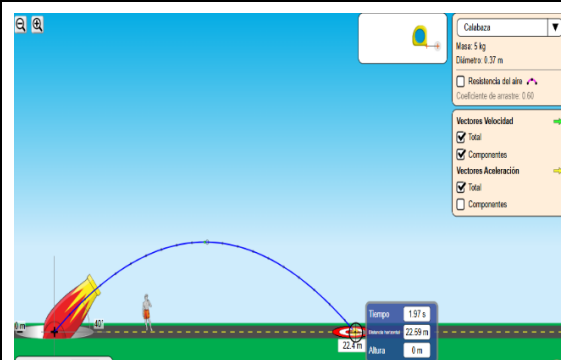 Calabaza
Masa: 5 kg
Diámetro: 0.37 m
Resistencia del aire
Coeficiente de arrastre: 0.60
Vectores Velocidad
Total
Componentes
Vectores Aceleración
Total
Componentes
0 m
40°
Tiempo 1.97 s
Distancia horizontal 22.59 m
Altura 0 m
22.4 m